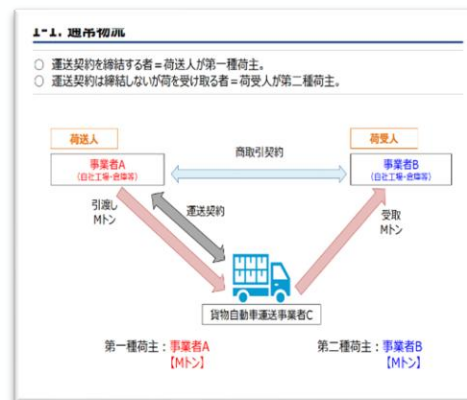 1-1. 通常物流
○ 運送契約を締結する者=荷送人が第一種荷主。
○ 運送契約は締結しないが荷を受け取る者=荷受人が第二種荷主。
荷送人
荷受人
事業者A
(自社工場・倉庫等)
商取引契約
事業者B
(自社工場・倉庫等)
引渡し
Mトン
運送契約
受取
Mトン
貨物自動車運送事業者C
第一種荷主:事業者A
【Mトン】
第二種荷主:事業者B
【Mトン】